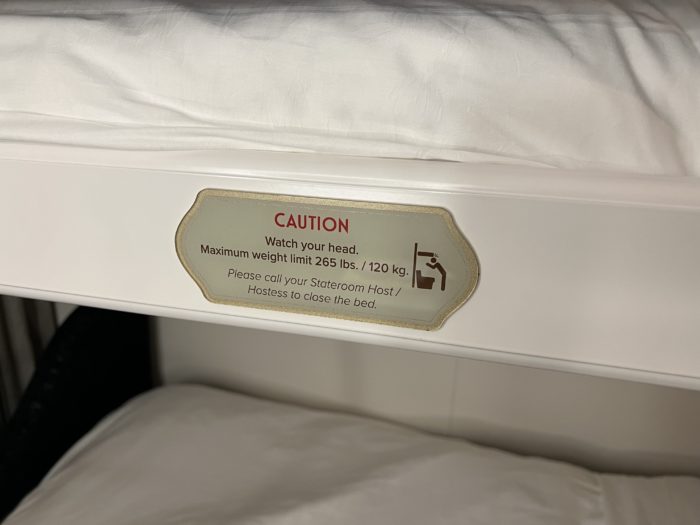 CAUTION
Watch your head.
Maximum weight limit 265 lbs. / 120 kg.
Please call your Stateroom Host /
Hostess to close the bed.